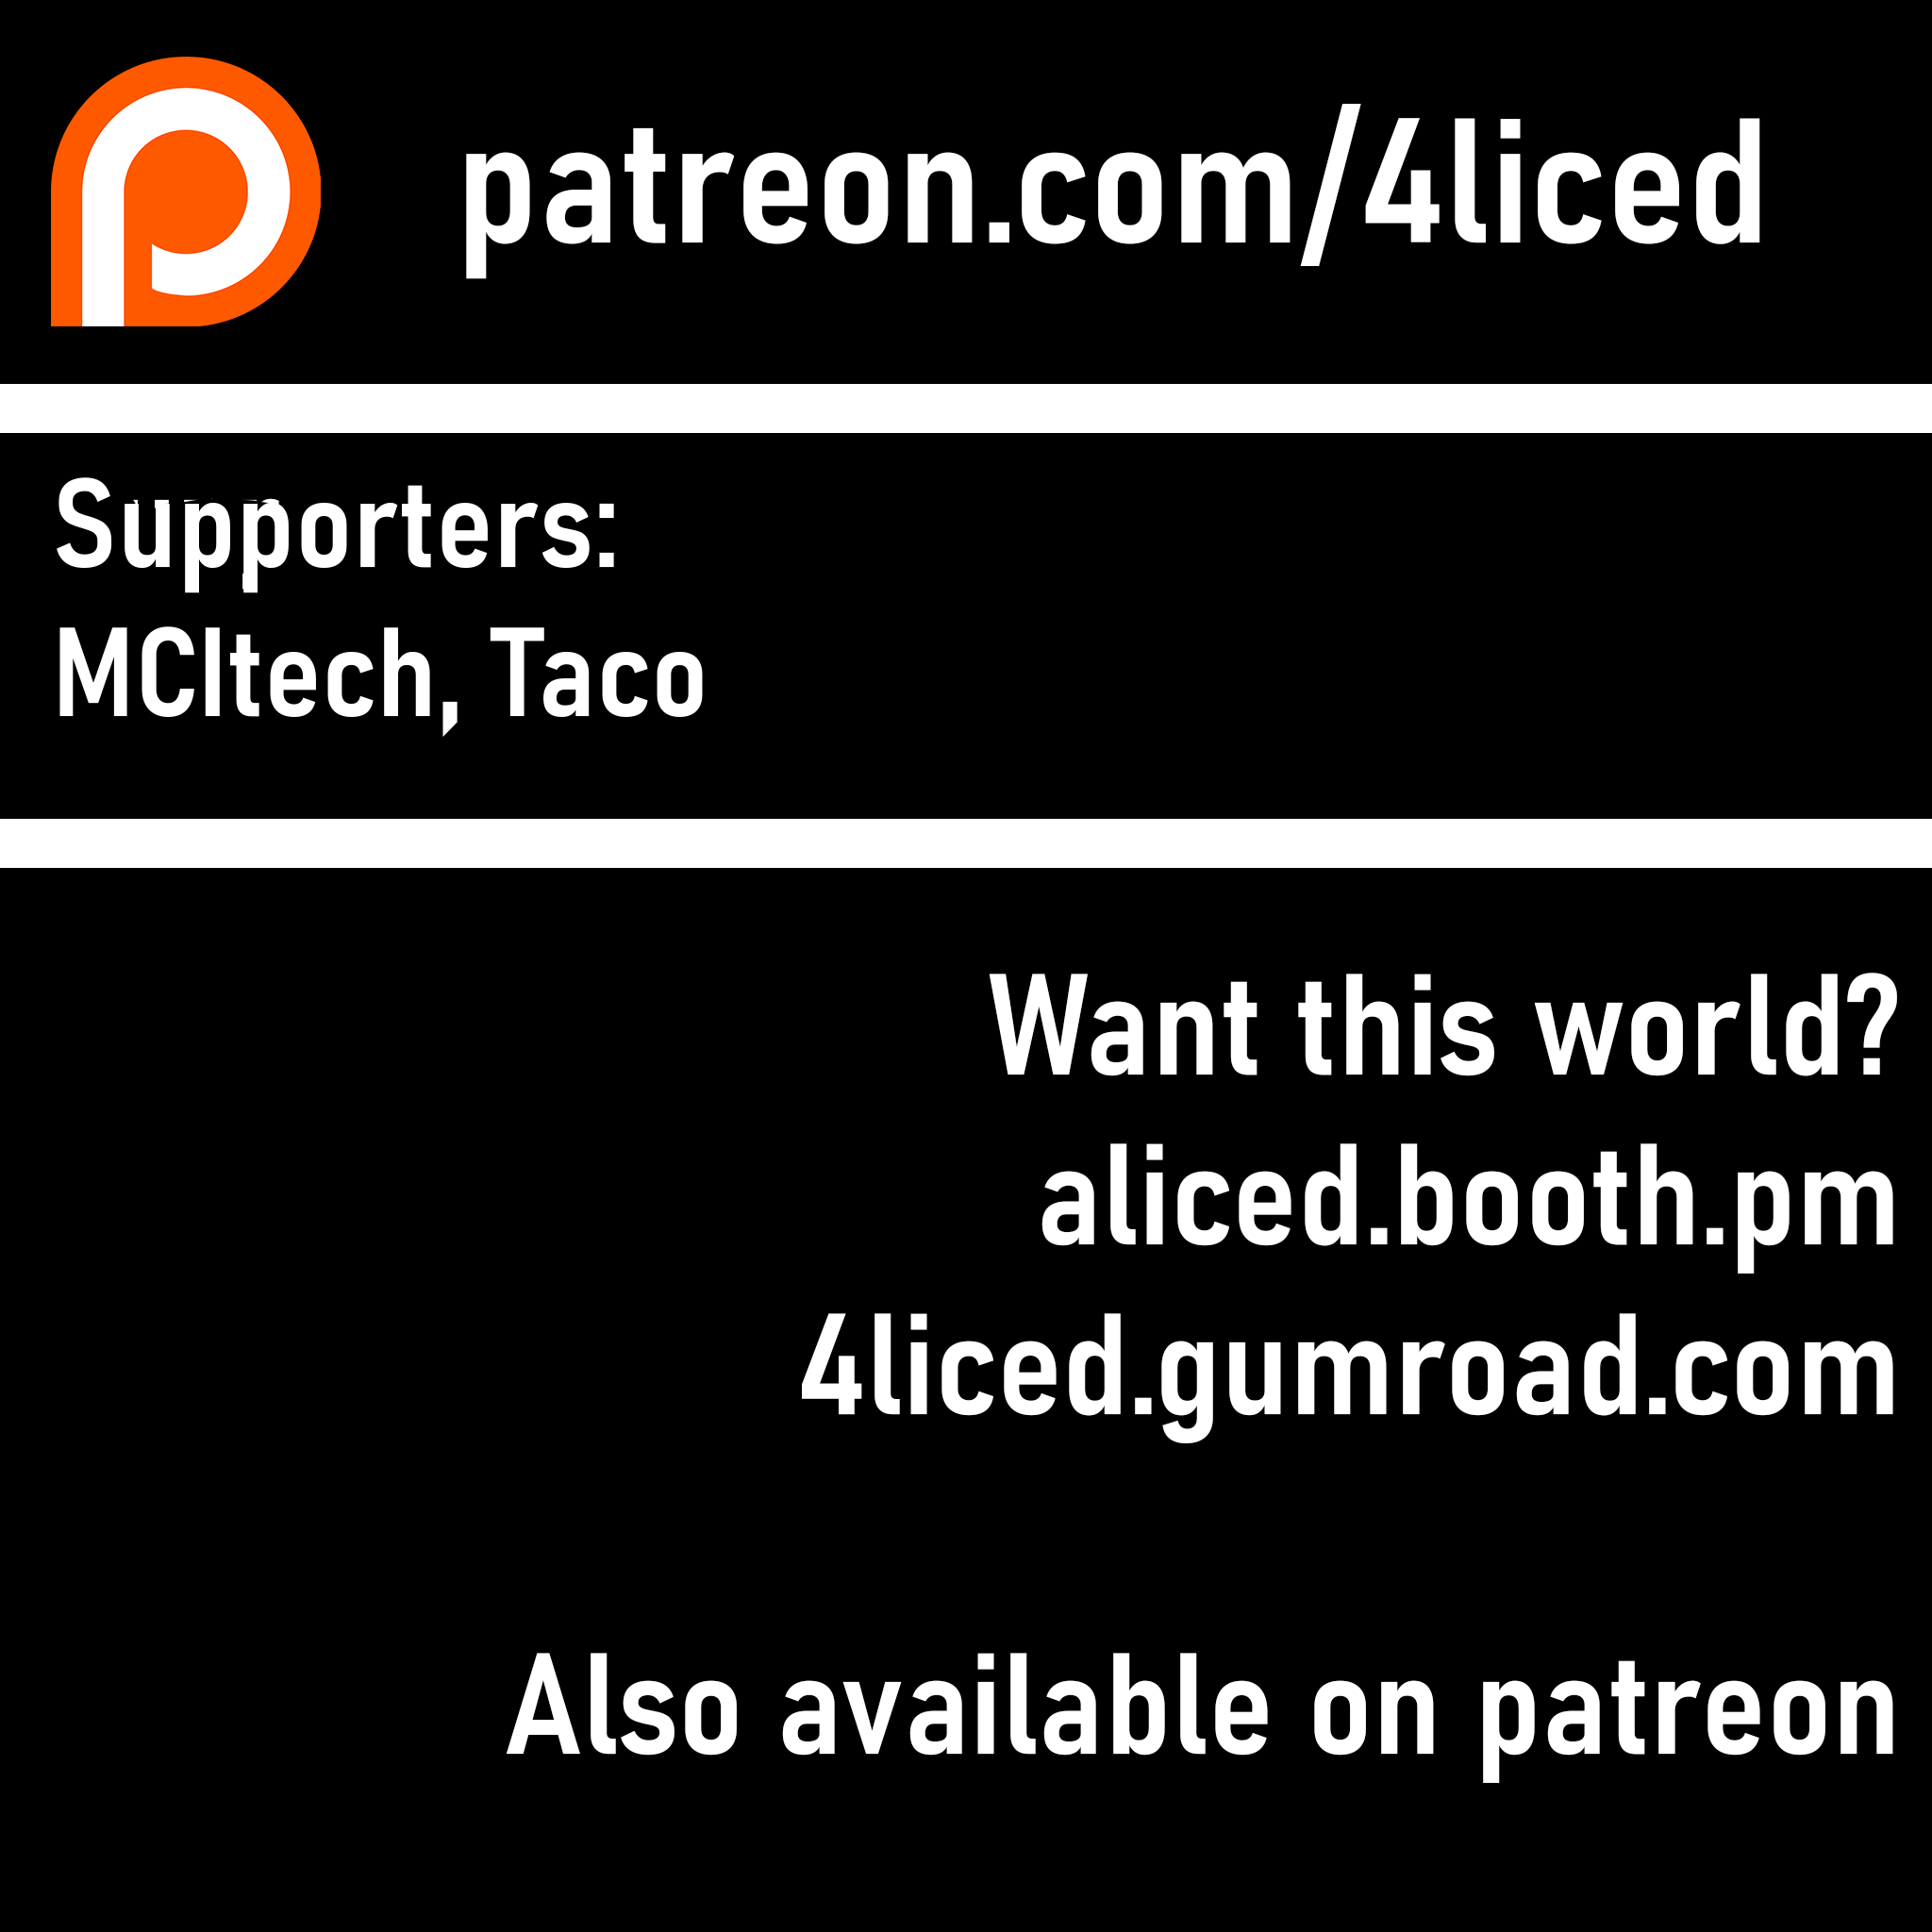 patreon.com/4liced
Supporters:
MCItech, Taco
Want this world?
aliced.booth.pm
4liced.gumroad.com
Also available on patreon